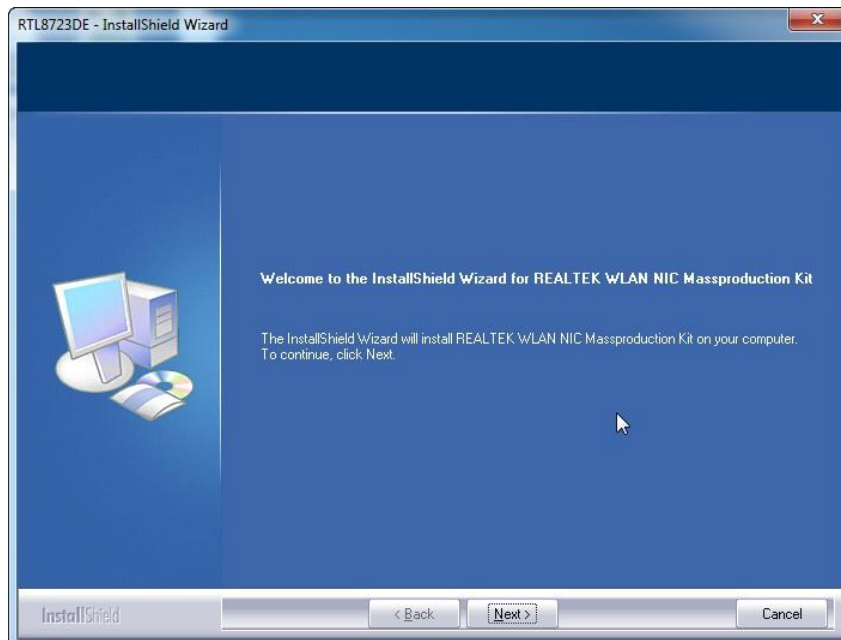 RTL8723DE - InstallShield Wizard
Welcome to the InstallShield Wizard for REALTEK WLAN NIC Massproduction Kit
The InstallShield Wizard will install REALTEK WLAN NIC Massproduction Kit on your computer.
To continue, click Next.
InstallShield
< Back
Next >
Cancel